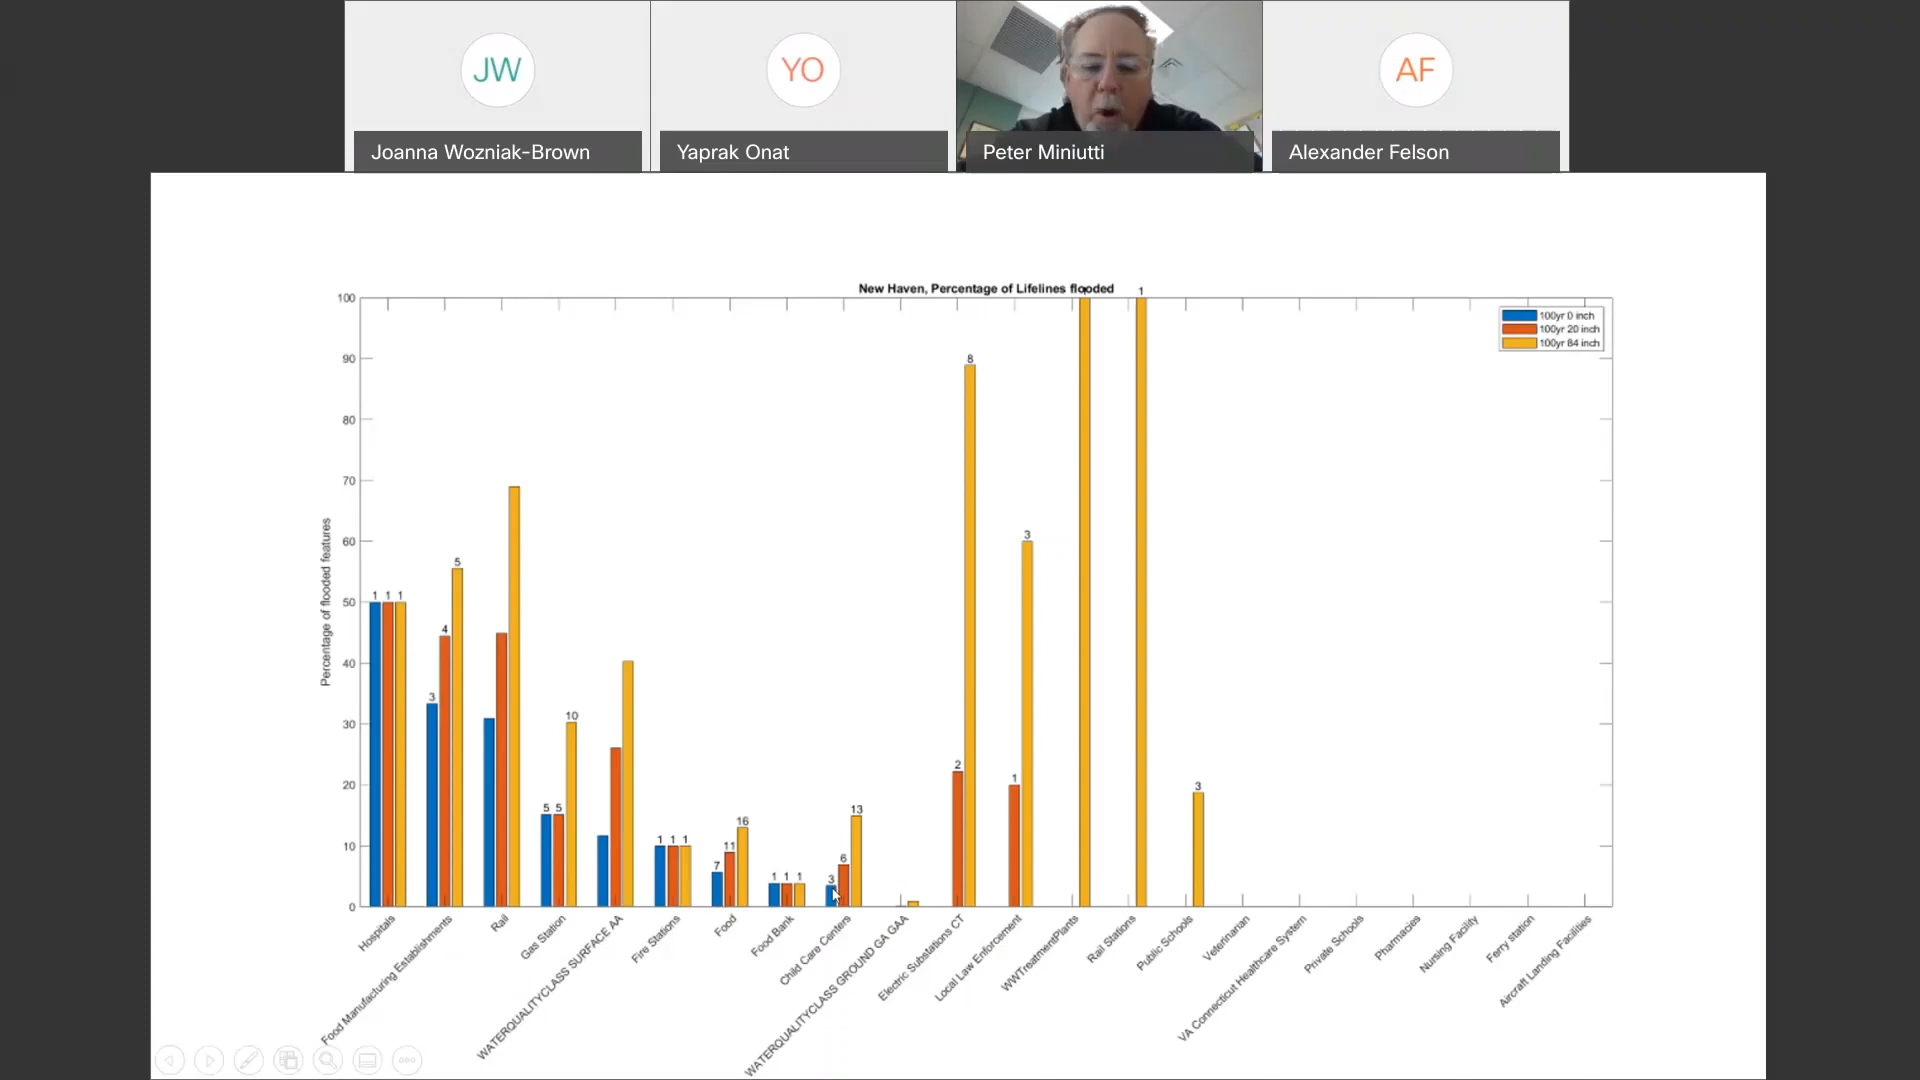 JW
YO
AF
Joanna Wozniak-Brown
Yaprak Onat
Peter Miniutti
Alexander Felson
New Haven, Percentage of Lifelines flooded
100yr 0 inch
100yr 20 inch
100yr 84 inch
Percentage of flooded features
100
90
80
70
60
50
40
30
20
10
0
1 1 1
3 4 5
5 5 10
1 1 1
7 11 16
1 1 1
3 6 13
2 8
1 3
1
3
Hospitals
Food Manufacturing Establishments
Rail
Gas Station
WATERQUALITYCLASS SURFACE AA
Fire Stations
Food
Food Bank
Child Care Centers
WATERQUALITYCLASS GROUND GA GAA
Electric Substations CT
Local Law Enforcement
WWTreatmentPlants
Rail Stations
Public Schools
Veterinarian
VA Connecticut Healthcare System
Private Schools
Pharmacies
Nursing Facility
Ferry station
Aircraft Landing Facilities